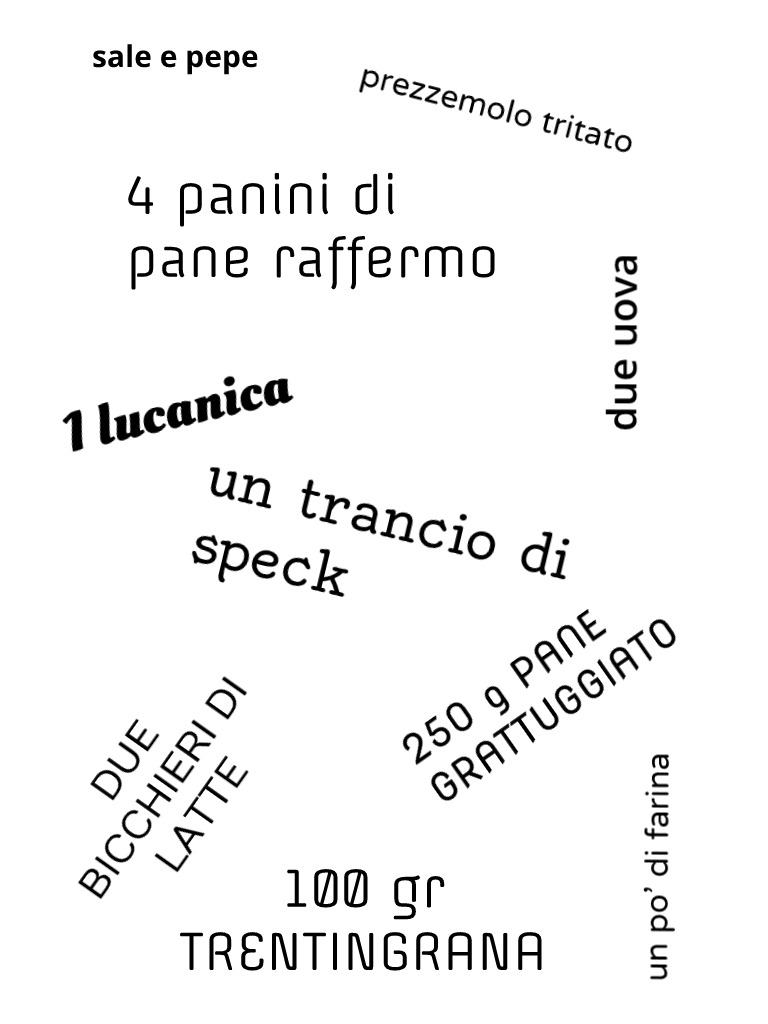 sale e pepe
prezzemolo tritato
4 panini di
pane raffermo
due uova
1 lucanica
un trancio di
speck
250 g PANE
GRATTUGGIATO
DUE
BICCHIERI DI
LATTE
un po’ di farina
100 gr
TRENTINGRANA